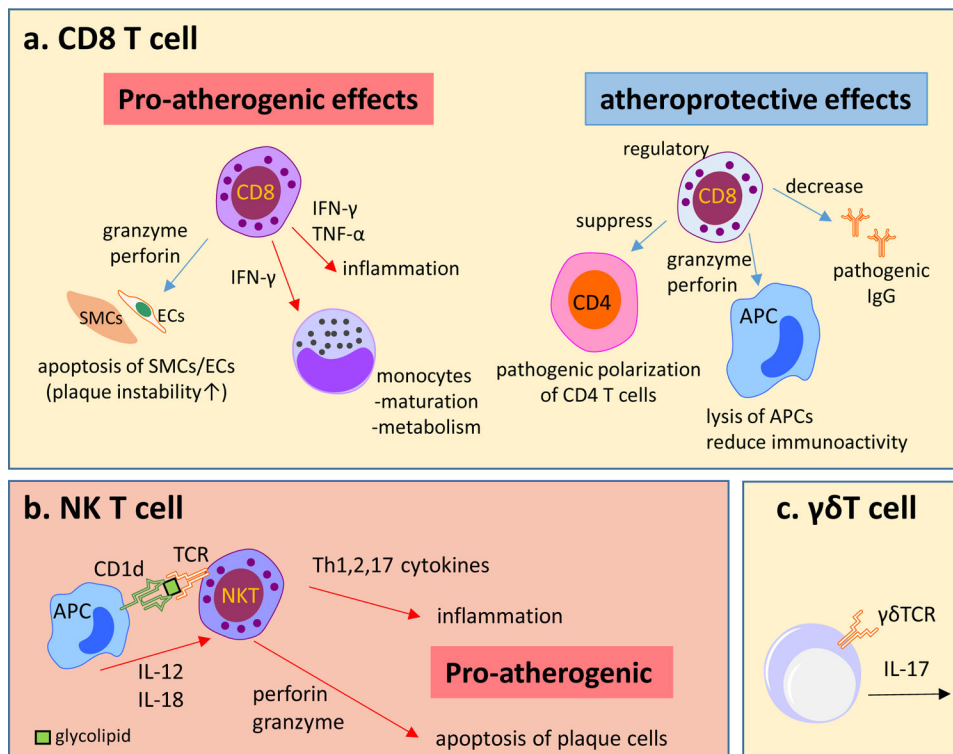 a. CD8 T cell
Pro-atherogenic effects
CD8
IFN-γ
TNF-α
inflammation
granzyme
perforin
IFN-γ
SMCs
ECs
apoptosis of SMCs/ECs
(plaque instability↑)
monocytes
-maturation
-metabolism
atheroprotective effects
regulatory
CD8
decrease
suppress
granzyme
perforin
pathogenic
IgG
CD4
APC
pathogenic polarization
of CD4 T cells
lysis of APCs
reduce immunoactivity
b. NK T cell
TCR
CD1d
APC
NKT
Th1,2,17 cytokines
inflammation
IL-12
IL-18
Pro-atherogenic
perforin
granzyme
glycolipid
apoptosis of plaque cells
c. γδT cell
γδTCR
IL-17